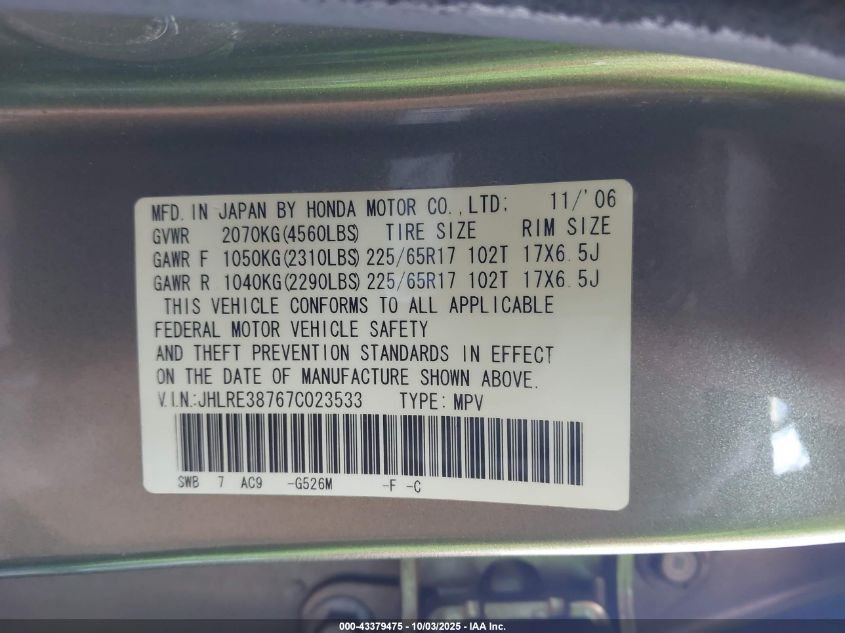 MFD. IN JAPAN BY HONDA MOTOR CO.,LTD: 11/'06
GVWR 2070KG(4560LBS) TIRE SIZE RIM SIZE
GAWR F 1050KG(2310LBS) 225/65R17 102T 17X6.5J
GAWR R 1040KG(2290LBS) 225/65R17 102T 17X6.5J
THIS VEHICLE CONFORMS TO ALL APPLICABLE
FEDERAL MOTOR VEHICLE SAFETY
AND THEFT PREVENTION STANDARDS IN EFFECT
ON THE DATE OF MANUFACTURE SHOWN ABOVE.
V.I.N.:JHLRE38767C023533 TYPE: MPV
SWB 7 AC9 -G526M -F -C
000-43379475 - 10/03/2025 - IAA Inc.